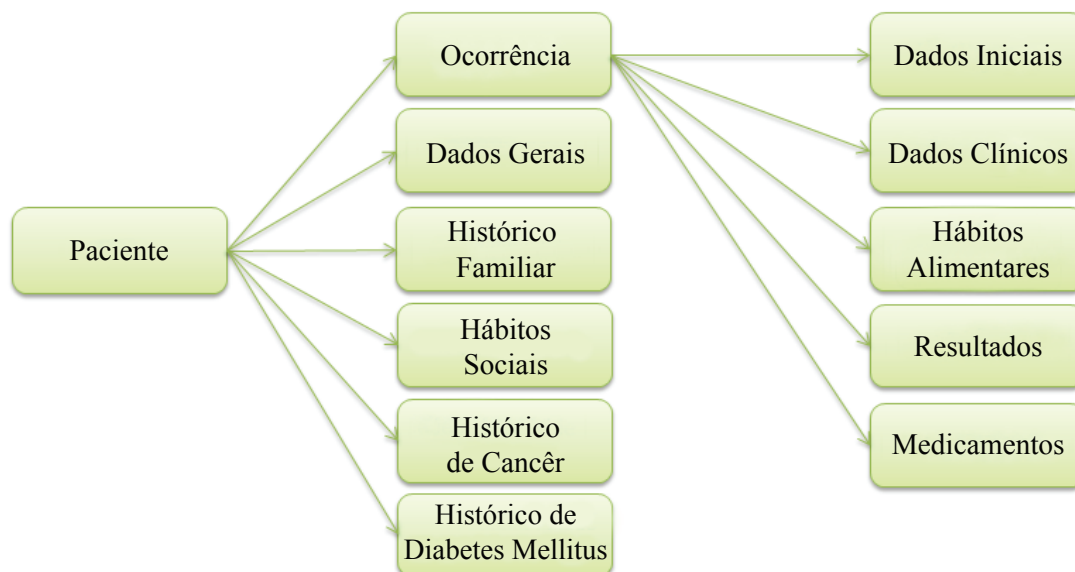 Paciente
Ocorrência
Dados Gerais
Histórico
Familiar
Hábitos
Sociais
Histórico
de Cancêr
Histórico de
Diabetes Mellitus
Dados Iniciais
Dados Clínicos
Hábitos
Alimentares
Resultados
Medicamentos